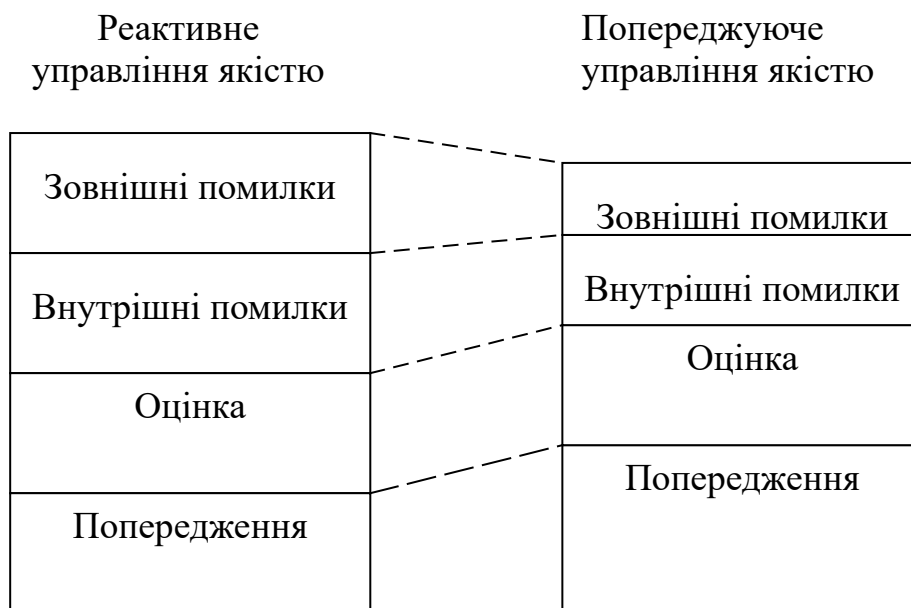 Реактивне
управління якістю
Попереджуюче
управління якістю
Зовнішні помилки
Внутрішні помилки
Оцінка
Попередження
Зовнішні помилки
Внутрішні помилки
Оцінка
Попередження